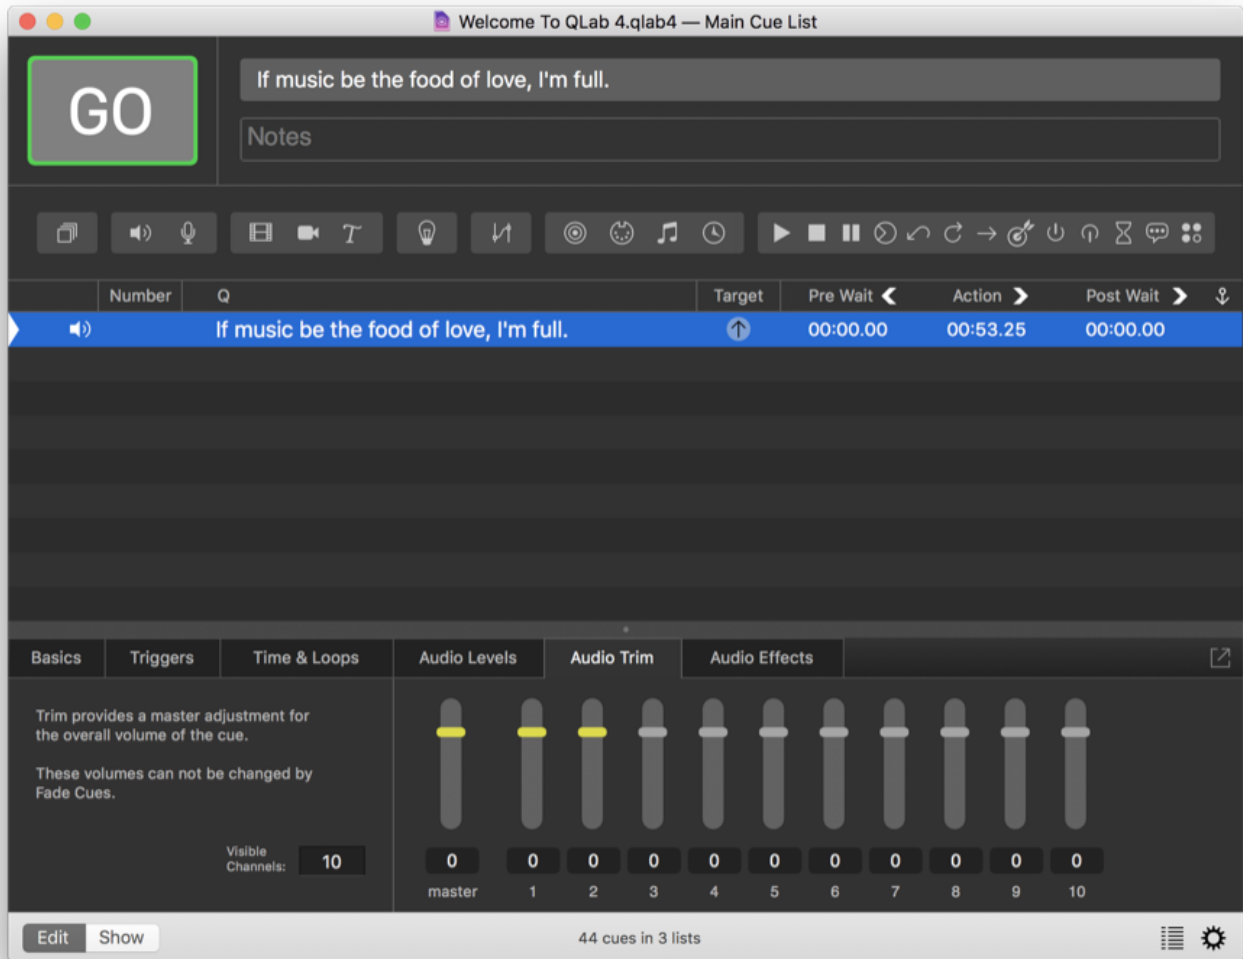 Welcome To QLab 4.qlab4 — Main Cue List
GO
If music be the food of love, I'm full.
Notes
Number Q Target Pre Wait Action Post Wait
If music be the food of love, I'm full. 00:00.00 00:53.25 00:00.00
Basics Triggers Time & Loops Audio Levels Audio Trim Audio Effects
Trim provides a master adjustment for
the overall volume of the cue.
These volumes can not be changed by
Fade Cues.
Visible
Channels: 10
0 0 0 0 0 0 0 0 0 0 0
master 1 2 3 4 5 6 7 8 9 10
Edit Show 44 cues in 3 lists